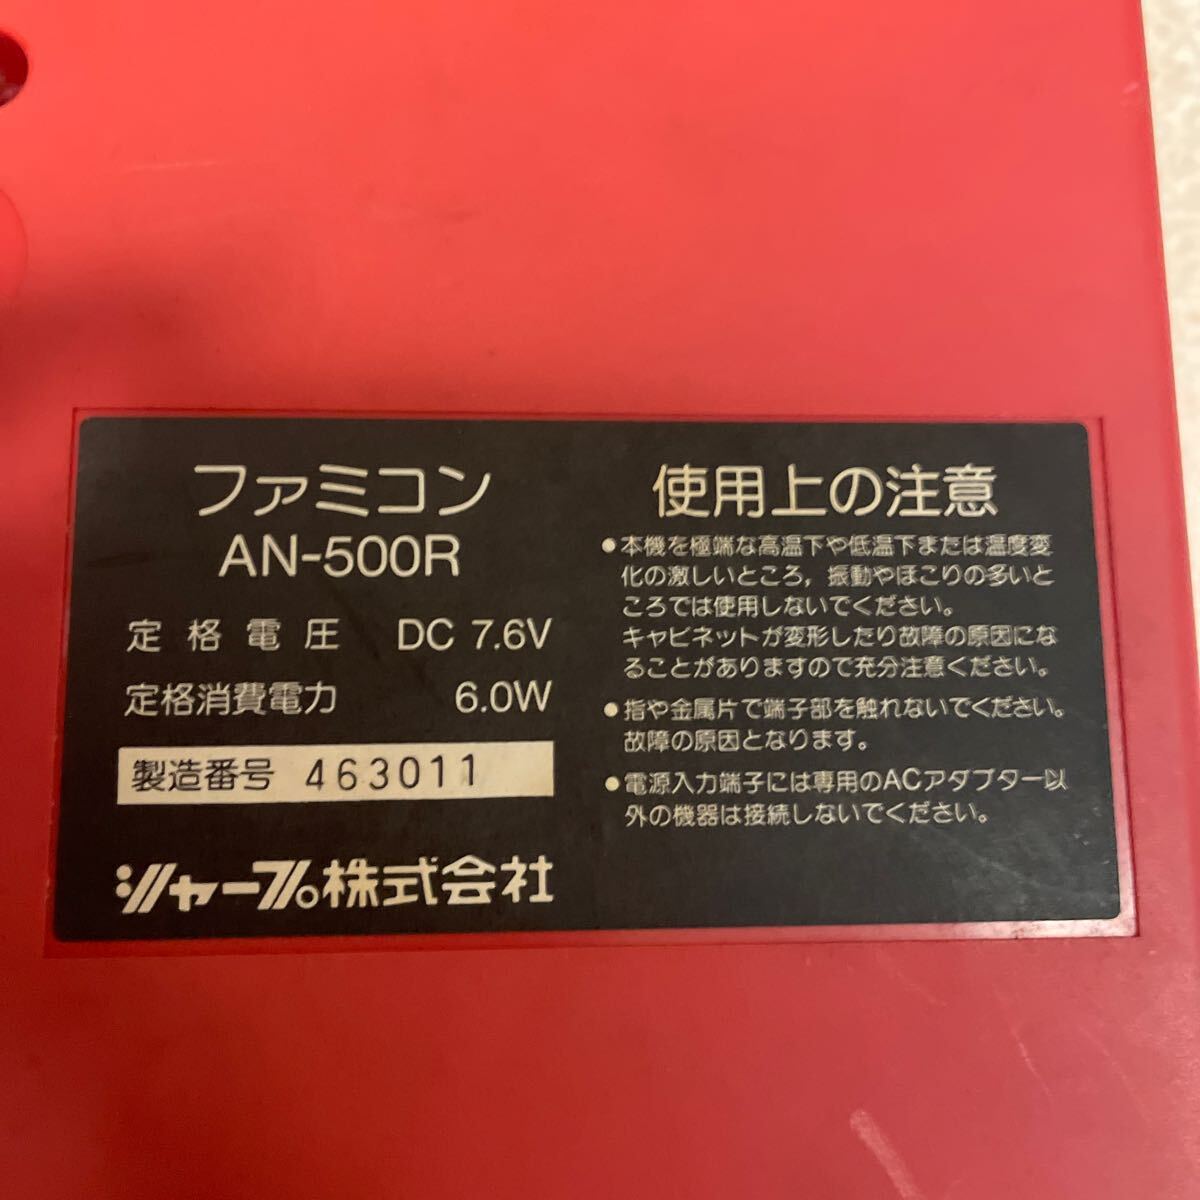 ファミコン
AN-500R
定格電圧 DC 7.6V
定格消費電力 6.0W
製造番号 463011
シャープ株式会社
使用上の注意
●本機を極端な高温下や低温下または温度変
化の激しいところ，振動やほこりの多いと
ころでは使用しないでください。
キャビネットが変形したり故障の原因にな
ることがありますので充分注意ください。
●指や金属片で端子部を触れないでください。
故障の原因となります。
●電源入力端子には専用のACアダプター以
外の機器は接続しないでください。